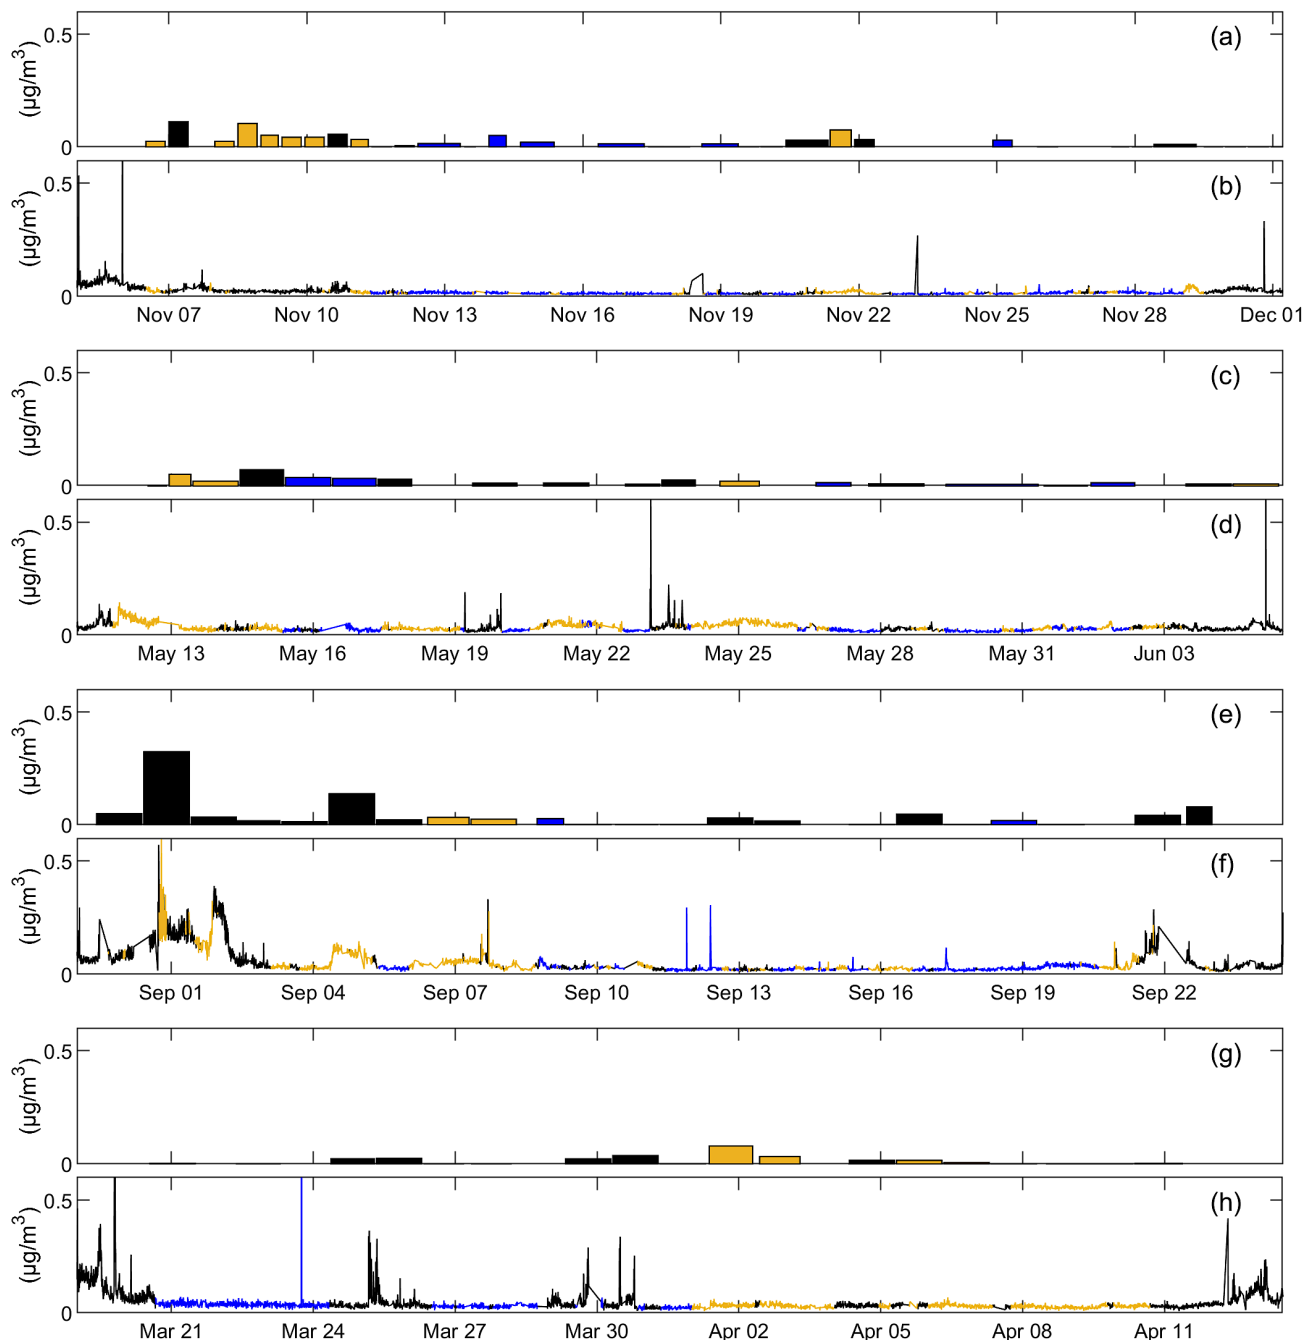 (µg/m³)
0.5
0
(a)
(µg/m³)
0.5
0
(b)
Nov 07 Nov 10 Nov 13 Nov 16 Nov 19 Nov 22 Nov 25 Nov 28 Dec 01
(µg/m³)
0.5
0
(c)
(µg/m³)
0.5
0
(d)
May 13 May 16 May 19 May 22 May 25 May 28 May 31 Jun 03
(µg/m³)
0.5
0
(e)
(µg/m³)
0.5
0
(f)
Sep 01 Sep 04 Sep 07 Sep 10 Sep 13 Sep 16 Sep 19 Sep 22
(µg/m³)
0.5
0
(g)
(µg/m³)
0.5
0
(h)
Mar 21 Mar 24 Mar 27 Mar 30 Apr 02 Apr 05 Apr 08 Apr 11